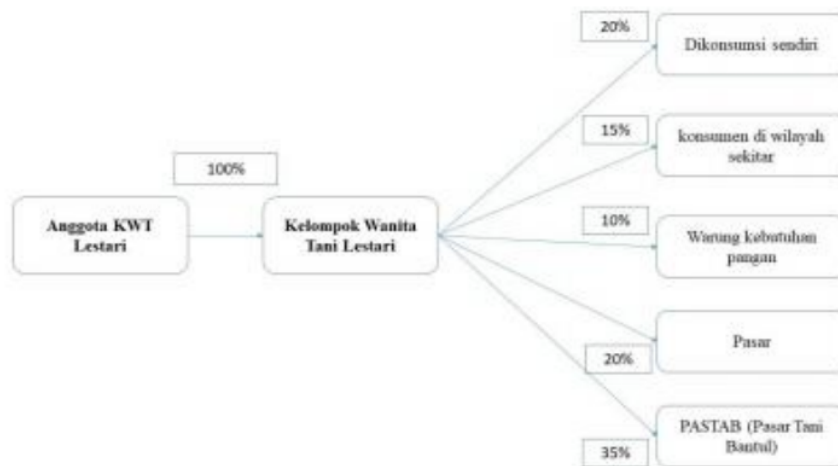 20%
Dikonsumsi sendiri
15%
konsumen di wilayah
sekitar
100%
Anggota KWT
Lestari
Kelompok Wanita
Tani Lestari
10%
Warung kebutuhan
pangan
Pasar
20%
PASTAB (Pasar Tani
Bantul)
35%